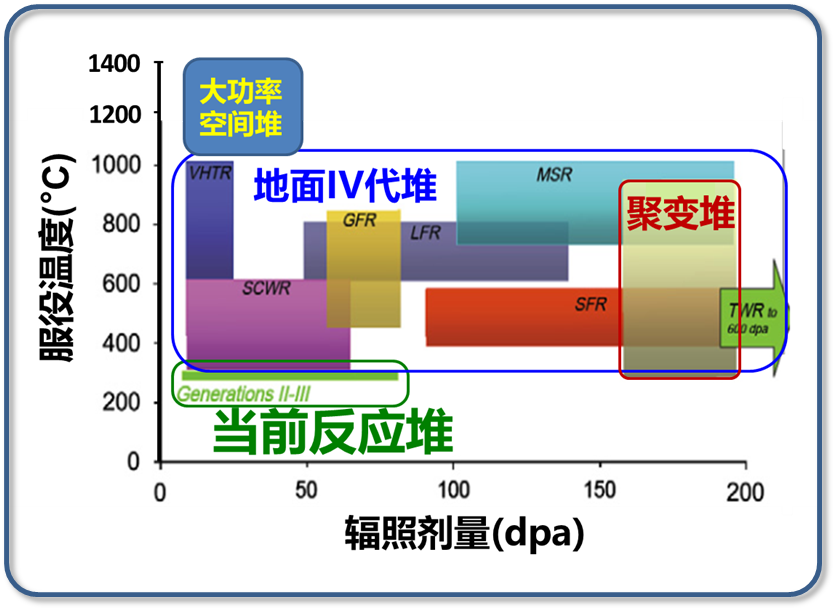 1400
1200
1000
800
600
400
200
0
服役温度(°C)
大功率
空间堆
VHTR
地面IV代堆
MSR
GFR
LFR
聚变堆
SCWR
SFR
TWR to
600 dpa
Generations II-III
当前反应堆
0
50
100
150
200
辐照剂量(dpa)